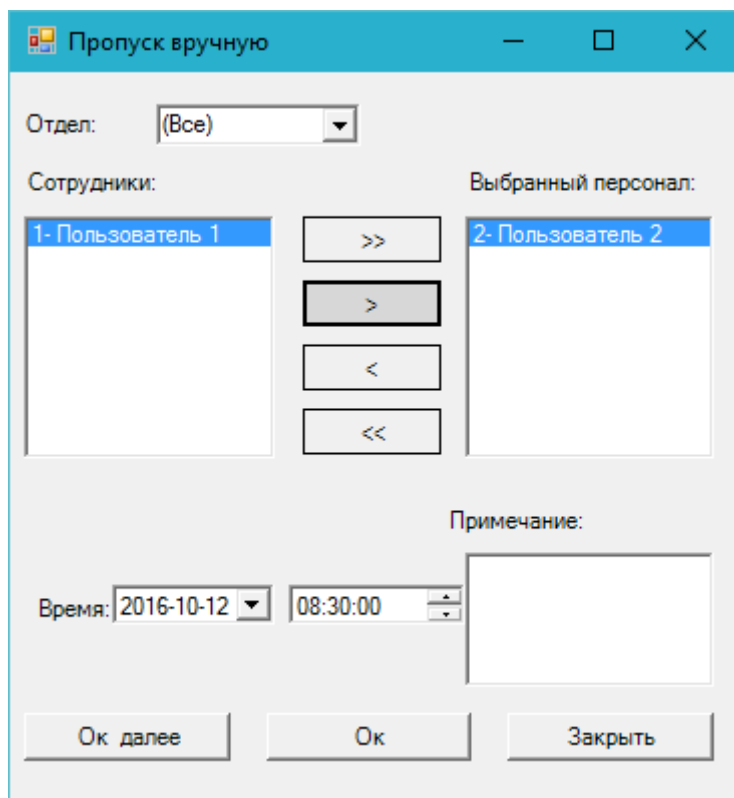 Пропуск вручную
Отдел: (Все)
Сотрудники: Выбранный персонал:
1- Пользователь 1 >> 2- Пользователь 2
>
<
<<
Примечание:
Время: 2016-10-12 08:30:00
Ок далее Ок Закрыть